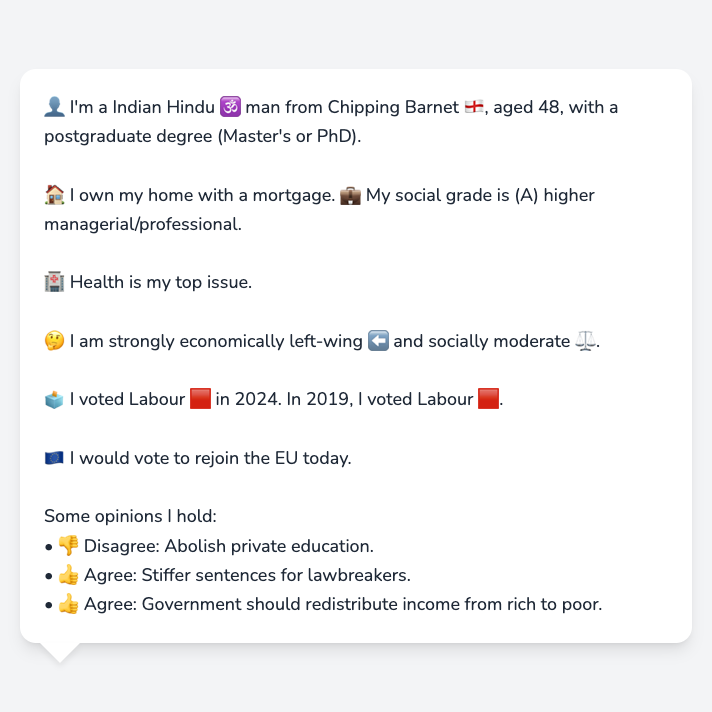 👤 I'm a Indian Hindu 🕉️ man from Chipping Barnet 🏴󠁧󠁢󠁥󠁮󠁧󠁿, aged 48, with a
postgraduate degree (Master's or PhD).
🏠 I own my home with a mortgage. 💼 My social grade is (A) higher
managerial/professional.
🏥 Health is my top issue.
🤔 I am strongly economically left-wing ⬅️ and socially moderate ⚖️.
🗳️ I voted Labour 🟥 in 2024. In 2019, I voted Labour 🟥.
🇪🇺 I would vote to rejoin the EU today.
Some opinions I hold:
• 👎 Disagree: Abolish private education.
• 👍 Agree: Stiffer sentences for lawbreakers.
• 👍 Agree: Government should redistribute income from rich to poor.